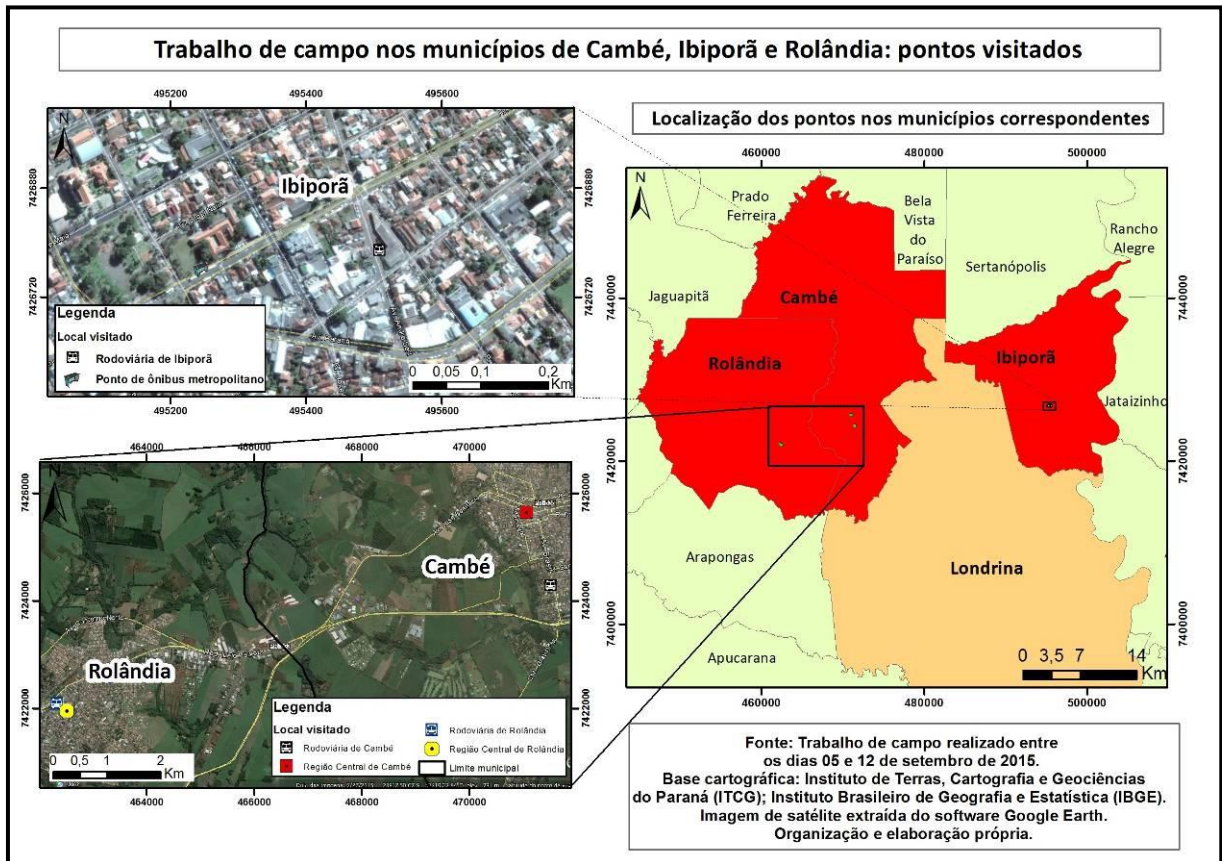 Trabalho de campo nos municípios de Cambé, Ibiporã e Rolândia: pontos visitados
495200 495400 495600
7426880
7426720
N
Ibiporã
Legenda
Local visitado
Rodoviária de Ibiporã
Ponto de ônibus metropolitano
0 0,05 0,1 0,2
Km
495200 495400 495600
Localização dos pontos nos municípios correspondentes
460000 480000 500000
N
Prado
Ferreira
Bela
Vista
do
Paraíso
Rancho
Alegre
Sertanópolis
Jaguapitã
Cambé
7440000
7440000
Rolândia
Ibiporã
Jataizinho
7420000
7420000
Arapongas
Londrina
7400000
7400000
Apucarana
0 3,5 7 14
Km
460000 480000 500000
464000 466000 468000 470000
N
7426000
7426000
Cambé
7424000
7424000
Rolândia
7422000
7422000
Legenda
Local visitado
Rodoviária de Cambé
Região Central de Cambé
Rodoviária de Rolândia
Região Central de Rolândia
Limite municipal
0 0,5 1 2
Km
464000 466000 468000 470000
Fonte: Trabalho de campo realizado entre
os dias 05 e 12 de setembro de 2015.
Base cartográfica: Instituto de Terras, Cartografia e Geociências
do Paraná (ITCG); Instituto Brasileiro de Geografia e Estatística (IBGE).
Imagem de satélite extraída do software Google Earth.
Organização e elaboração própria.